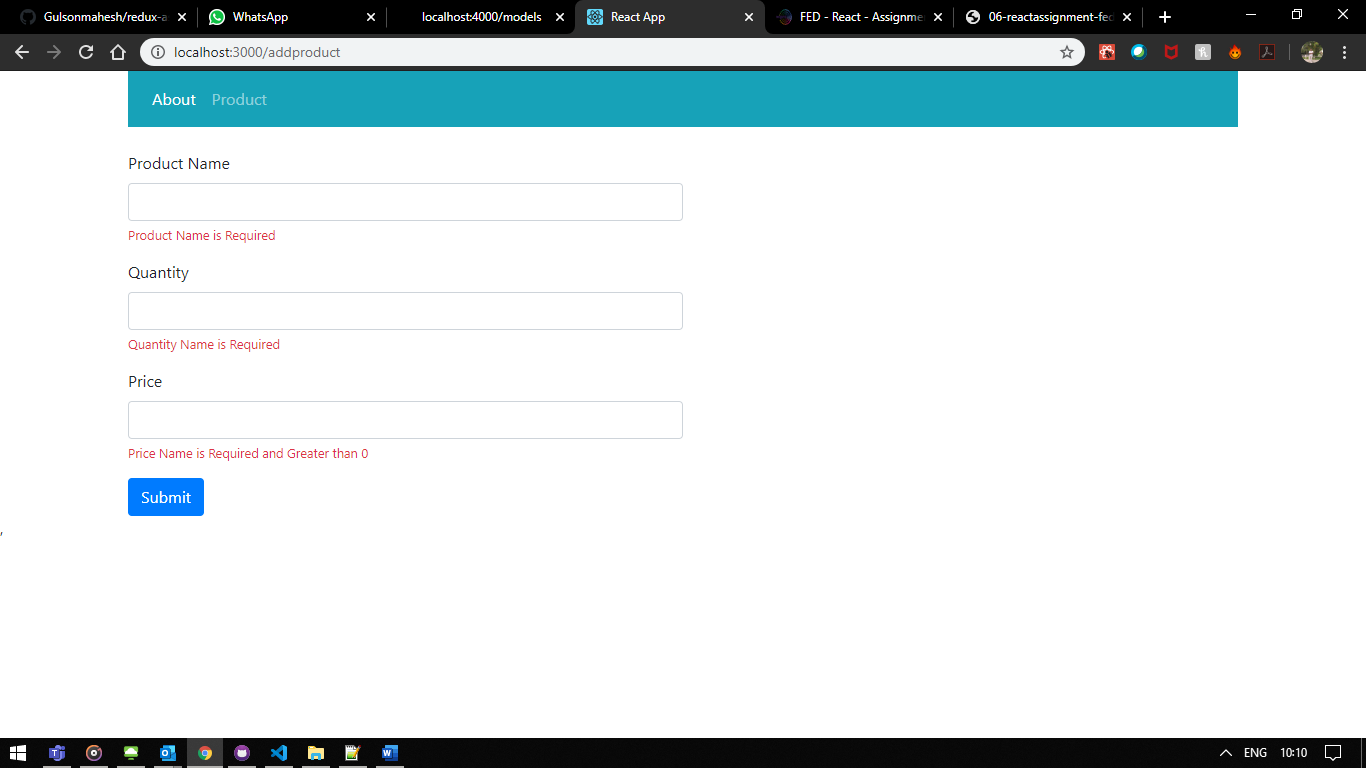 Gulsonmahesh/redux-a
WhatsApp
localhost:4000/models
React App
FED - React - Assignme
06-reactassignment-fed
localhost:3000/addproduct
About Product
Product Name
Product Name is Required
Quantity
Quantity Name is Required
Price
Price Name is Required and Greater than 0
Submit
,
ENG 10:10